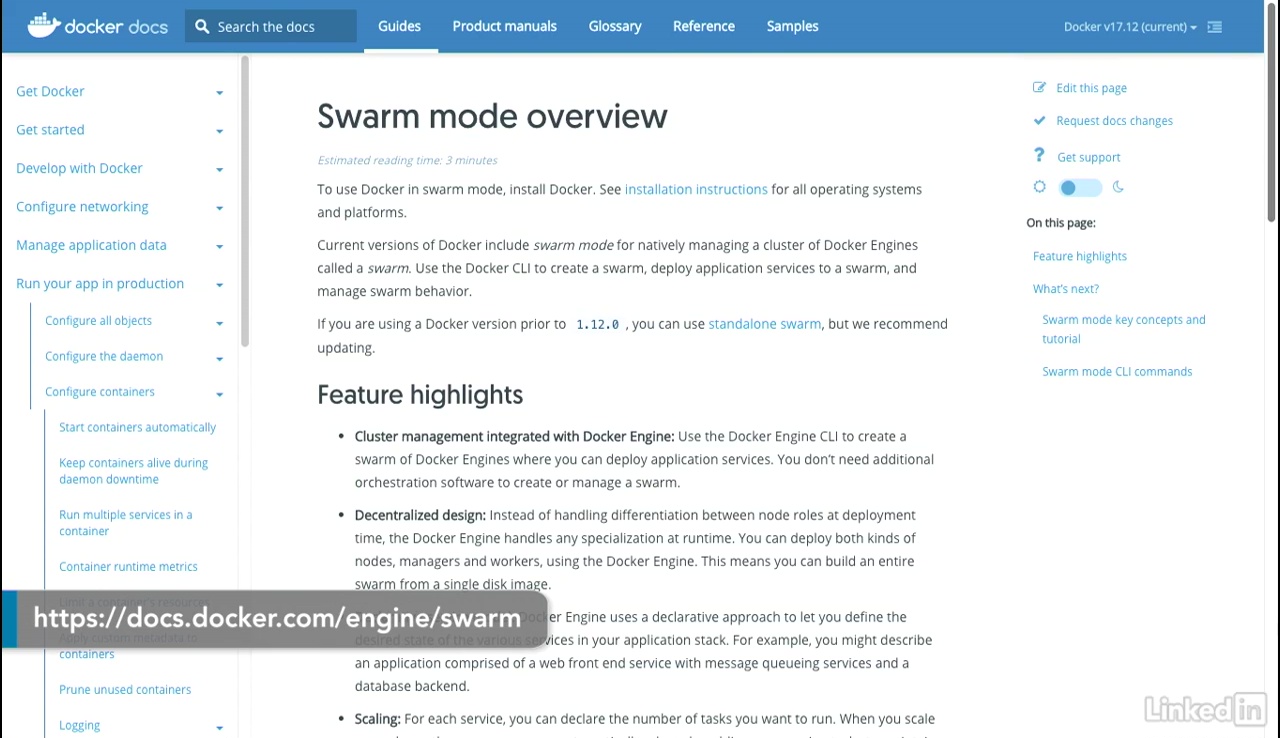 docker docs
Search the docs
Guides
Product manuals
Glossary
Reference
Samples
Docker v17.12 (current)
Get Docker
Get started
Develop with Docker
Configure networking
Manage application data
Run your app in production
Configure all objects
Configure the daemon
Configure containers
Start containers automatically
Keep containers alive during
daemon downtime
Run multiple services in a
container
Container runtime metrics
Limit a container's resources
Apply custom metadata to
containers
Prune unused containers
Logging
Swarm mode overview
Estimated reading time: 3 minutes
To use Docker in swarm mode, install Docker. See installation instructions for all operating systems
and platforms.
Current versions of Docker include swarm mode for natively managing a cluster of Docker Engines
called a swarm. Use the Docker CLI to create a swarm, deploy application services to a swarm, and
manage swarm behavior.
If you are using a Docker version prior to 1.12.0 , you can use standalone swarm, but we recommend
updating.
Feature highlights
• Cluster management integrated with Docker Engine: Use the Docker Engine CLI to create a
swarm of Docker Engines where you can deploy application services. You don’t need additional
orchestration software to create or manage a swarm.
• Decentralized design: Instead of handling differentiation between node roles at deployment
time, the Docker Engine handles any specialization at runtime. You can deploy both kinds of
nodes, managers and workers, using the Docker Engine. This means you can build an entire
swarm from a single disk image.
Docker Engine uses a declarative approach to let you define the
desired state of the various services in your application stack. For example, you might describe
an application comprised of a web front end service with message queueing services and a
database backend.
• Scaling: For each service, you can declare the number of tasks you want to run. When you scale
https://docs.docker.com/engine/swarm
Edit this page
Request docs changes
Get support
On this page:
Feature highlights
What’s next?
Swarm mode key concepts and
tutorial
Swarm mode CLI commands
Linked in